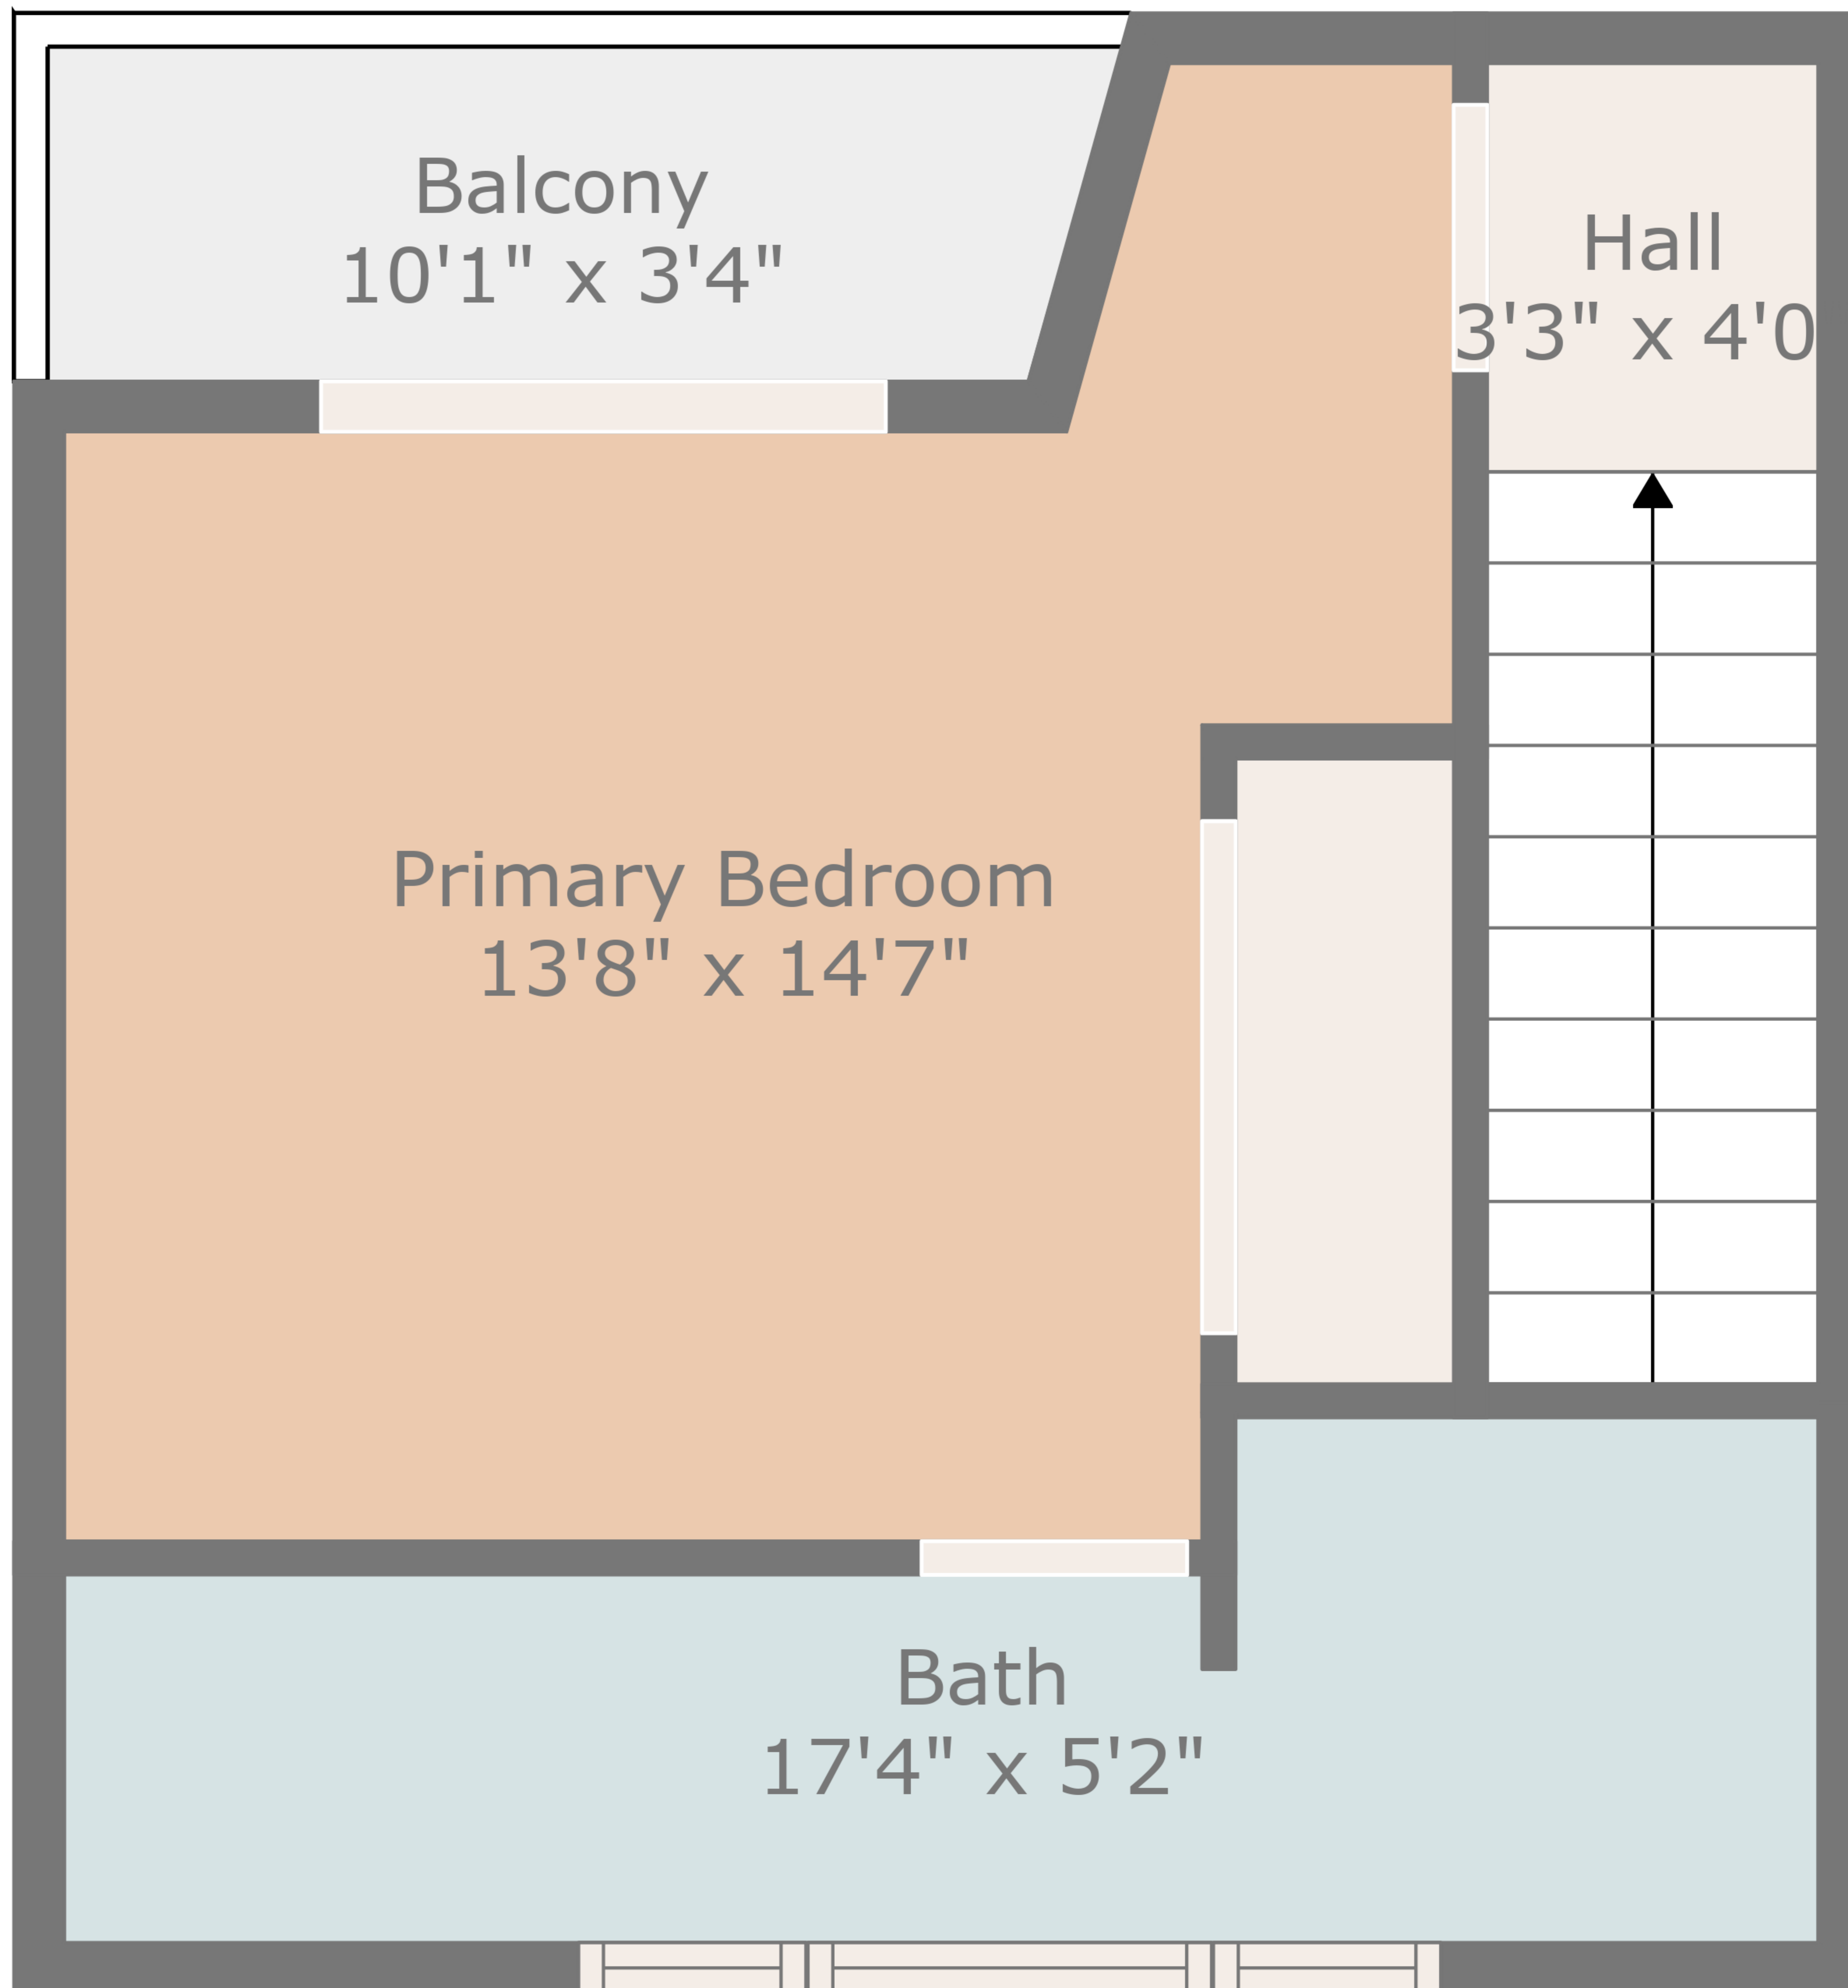 Balcony
10'1" x 3'4"
Hall
3'3" x 4'0
Primary Bedroom
13'8" x 14'7"
Bath
17'4" x 5'2"